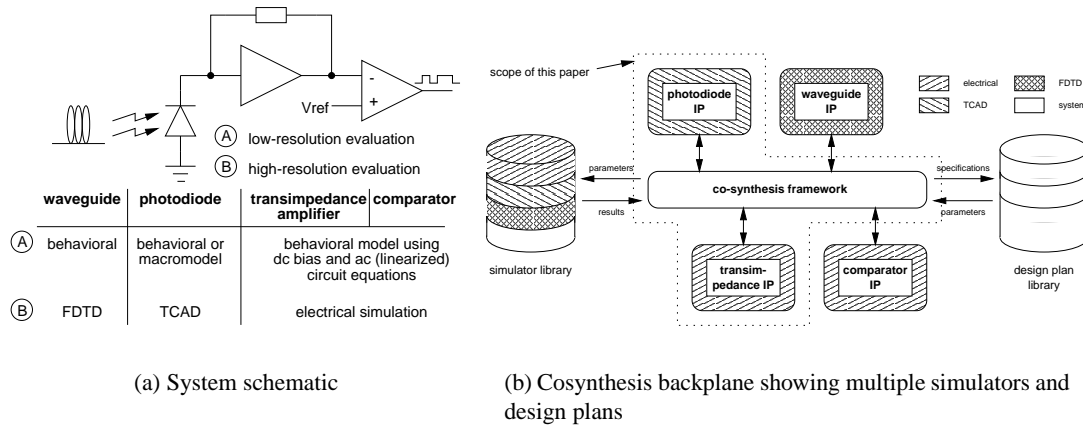 -
+
Vref
A low-resolution evaluation
B high-resolution evaluation
waveguide photodiode transimpedance amplifier comparator
A behavioral behavioral or macromodel behavioral model using dc bias and ac (linearized) circuit equations
B FDTD TCAD electrical simulation
(a) System schematic
scope of this paper
photodiode
IP
waveguide
IP
electrical
FDTD
TCAD
system
parameters
results
co-synthesis framework
specifications
parameters
simulator library
transim-
pedance IP
comparator
IP
design plan
library
(b) Cosynthesis backplane showing multiple simulators and
design plans